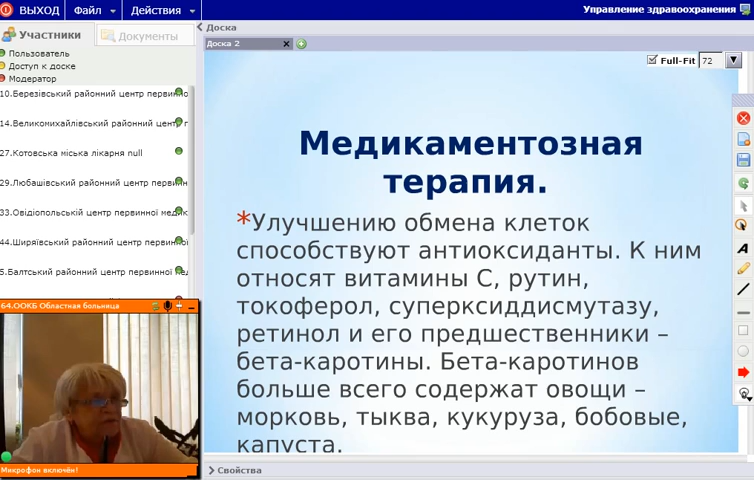 ВЫХОД Файл Действия Управление здравоохранения
Участники Документы
Пользователь
Доступ к доске
Модератор
10.Березівський районний центр первинно
14.Великомихайлівський районний центр п
27.Котовська міська лікарня null
29.Любашівський районний центр первинн
33.Овідіопольській центр первинної медик
44.Ширяївський районний центр первинної
5.Балтський районний центр первинної мед
64.ООКБ Областная больница
Микрофон включён!
Доска
Доска 2
Full-Fit 72
Медикаментозная
терапия.
*Улучшению обмена клеток
способствуют антиоксиданты. К ним
относят витамины С, рутин,
токоферол, суперксиддисмутазу,
ретинол и его предшественники –
бета-каротины. Бета-каротинов
больше всего содержат овощи –
морковь, тыква, кукуруза, бобовые,
капуста.
Свойства